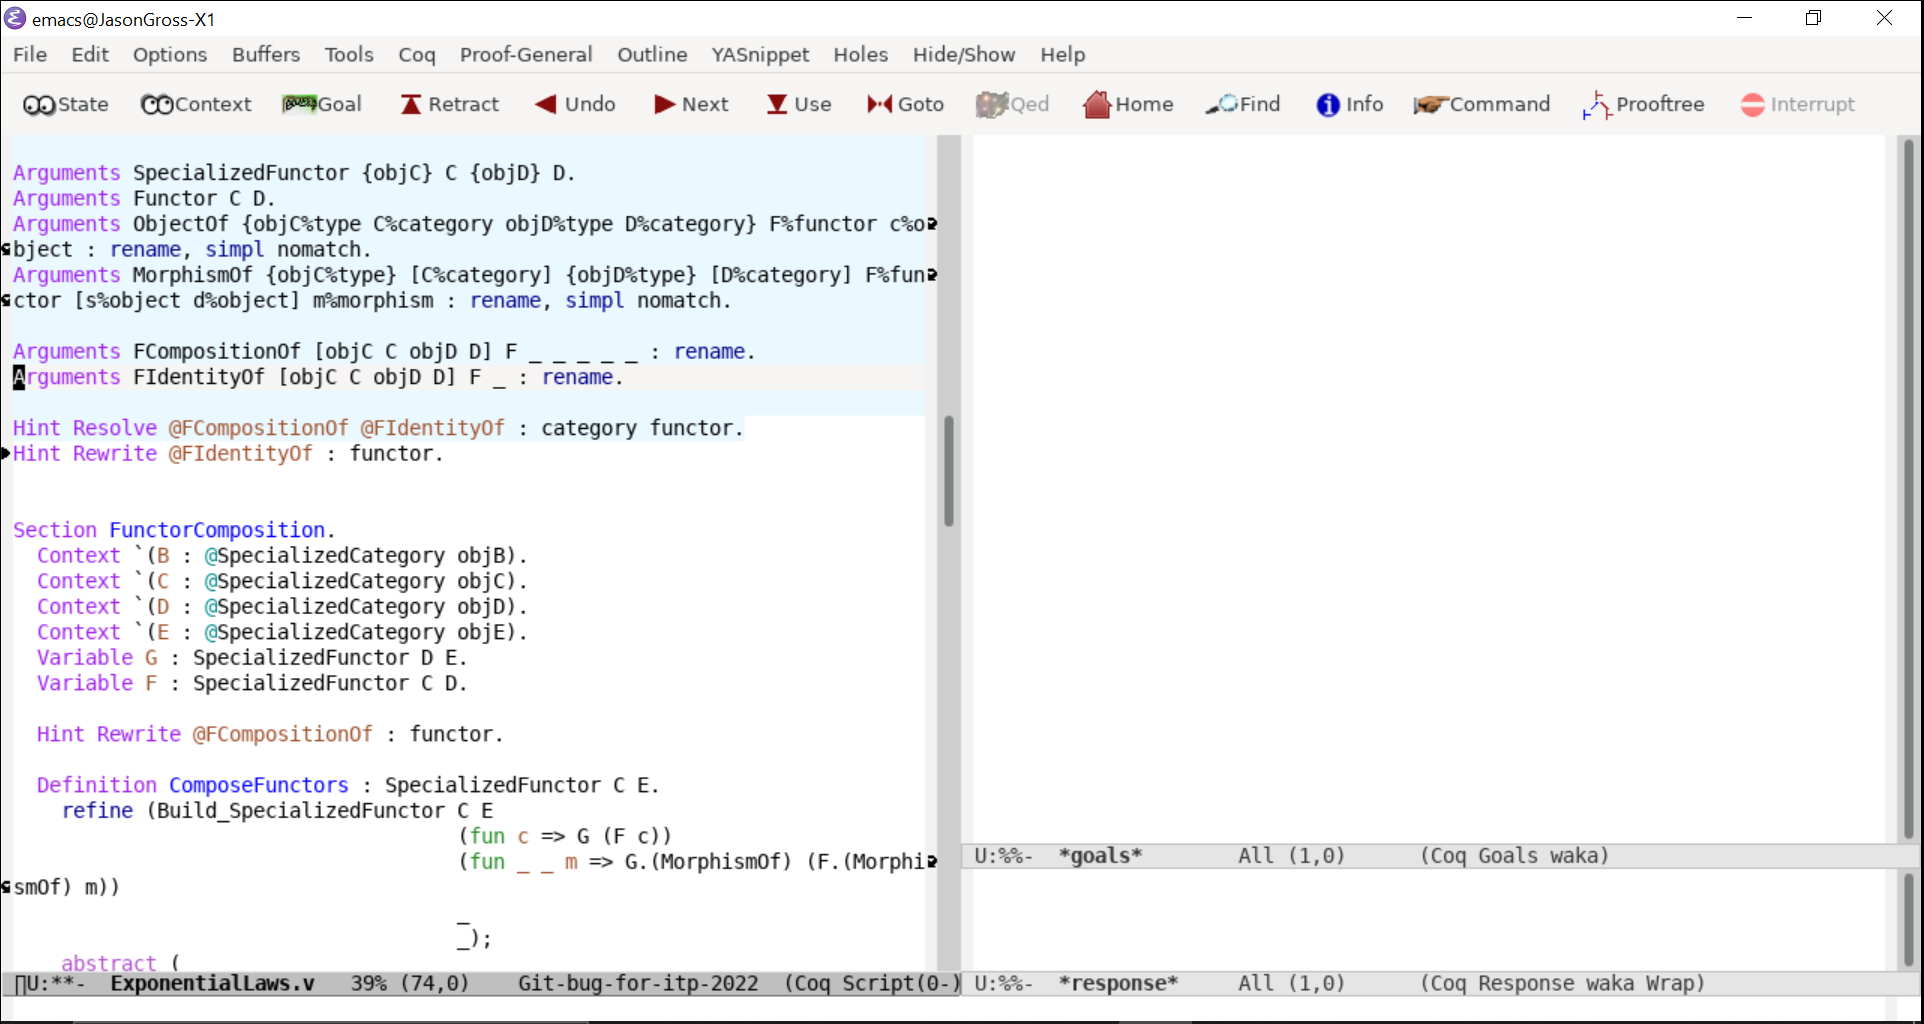 emacs@JasonGross-X1
File Edit Options Buffers Tools Coq Proof-General Outline YASnippet Holes Hide/Show Help
State Context Goal Retract Undo Next Use Goto Qed Home Find Info Command Prooftree Interrupt
Arguments SpecializedFunctor {objC} C {objD} D.
Arguments Functor C D.
Arguments ObjectOf {objC%type C%category objD%type D%category} F%functor c%o
bject : rename, simpl nomatch.
Arguments MorphismOf {objC%type} [C%category] {objD%type} [D%category] F%fun
ctor [s%object d%object] m%morphism : rename, simpl nomatch.
Arguments FCompositionOf [objC C objD D] F _ _ _ _ _ : rename.
Arguments FIdentityOf [objC C objD D] F _ : rename.
Hint Resolve @FCompositionOf @FIdentityOf : category functor.
Hint Rewrite @FIdentityOf : functor.
Section FunctorComposition.
Context `(B : @SpecializedCategory objB).
Context `(C : @SpecializedCategory objC).
Context `(D : @SpecializedCategory objD).
Context `(E : @SpecializedCategory objE).
Variable G : SpecializedFunctor D E.
Variable F : SpecializedFunctor C D.
Hint Rewrite @FCompositionOf : functor.
Definition ComposeFunctors : SpecializedFunctor C E.
refine (Build_SpecializedFunctor C E
(fun c => G (F c))
(fun _ _ m => G.(MorphismOf) (F.(Morphi
smOf) m))
_
_);
abstract (
U:**- ExponentialLaws.v 39% (74,0) Git-bug-for-itp-2022 (Coq Script(0-)
U:%%- *goals* All (1,0) (Coq Goals waka)
U:%%- *response* All (1,0) (Coq Response waka Wrap)